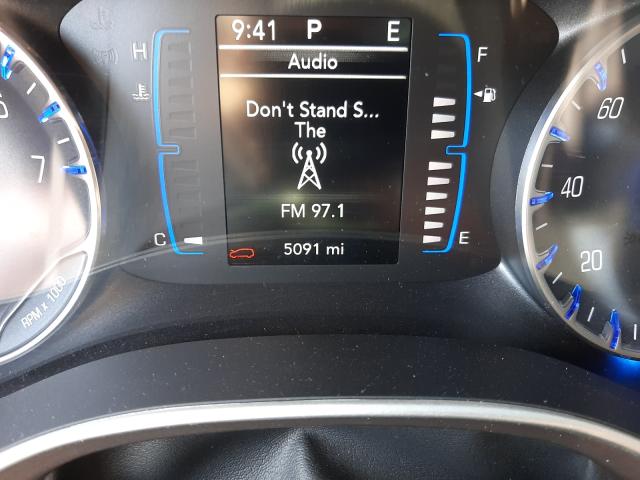 9:41 P E
Audio
H F
Don't Stand S...
The
FM 97.1
C E
5091 mi
7
RPM x 1000
60
40
20